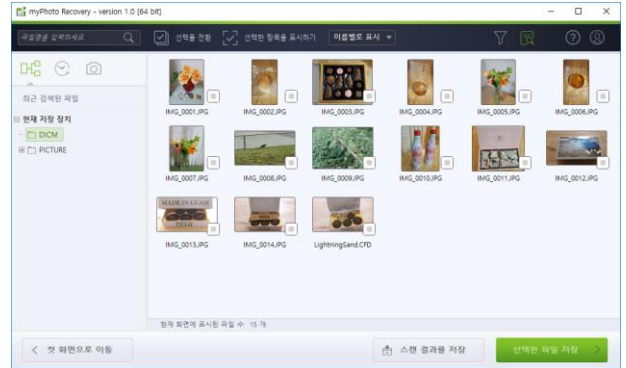 myPhoto Recovery - version 1.0 (64 bit)
파일명을 입력하세요
선택을 전환
선택한 항목을 표시하기
이름별로 표시
최근 검색된 파일
현재 저장 장치
DICM
PICTURE
IMG_0001.JPG
IMG_0002.JPG
IMG_0003.JPG
IMG_0004.JPG
IMG_0005.JPG
IMG_0006.JPG
IMG_0007.JPG
IMG_0008.JPG
IMG_0009.JPG
IMG_0010.JPG
IMG_0011.JPG
IMG_0012.JPG
MADE IN GUAM
IMG_0013.JPG
IMG_0014.JPG
LightningSand.CFD
현재 화면에 표시된 파일 수: 15 개
첫 화면으로 이동
스캔 결과를 저장
선택한 파일 저장